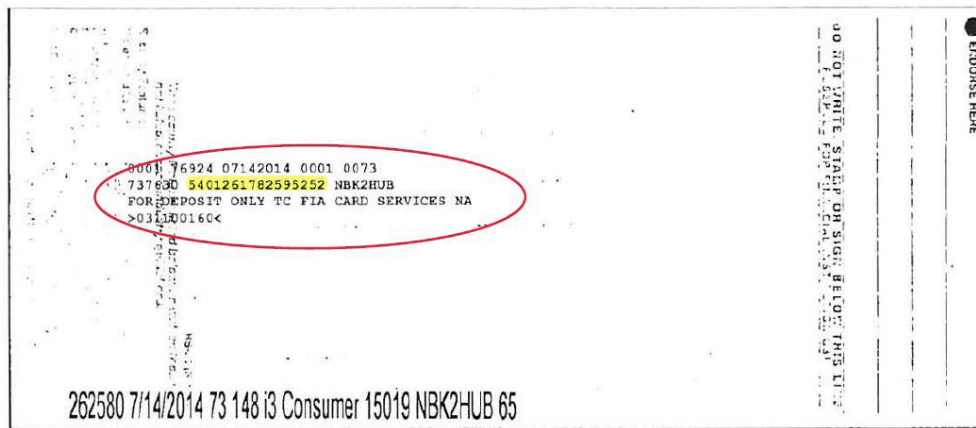 0001 76924 07142014 0001 0073
737630 5401261782595252 NBK2HUB
FOR DEPOSIT ONLY TC FIA CARD SERVICES NA
>031100160<
262580 7/14/2014 73 148 i3 Consumer 15019 NBK2HUB 65
DO NOT WRITE, STAMP OR SIGN BELOW THIS LINE
ENDORSE HERE